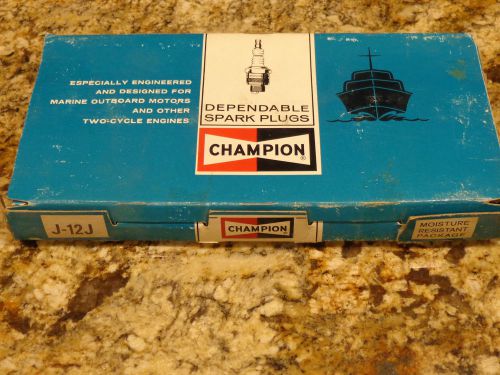 ESPECIALLY ENGINEERED
AND DESIGNED FOR
MARINE OUTBOARD MOTORS
AND OTHER
TWO-CYCLE ENGINES
DEPENDABLE
SPARK PLUGS
CHAMPION
®
J-12J
CHAMPION
MOISTURE
RESISTANT
PACKAGE